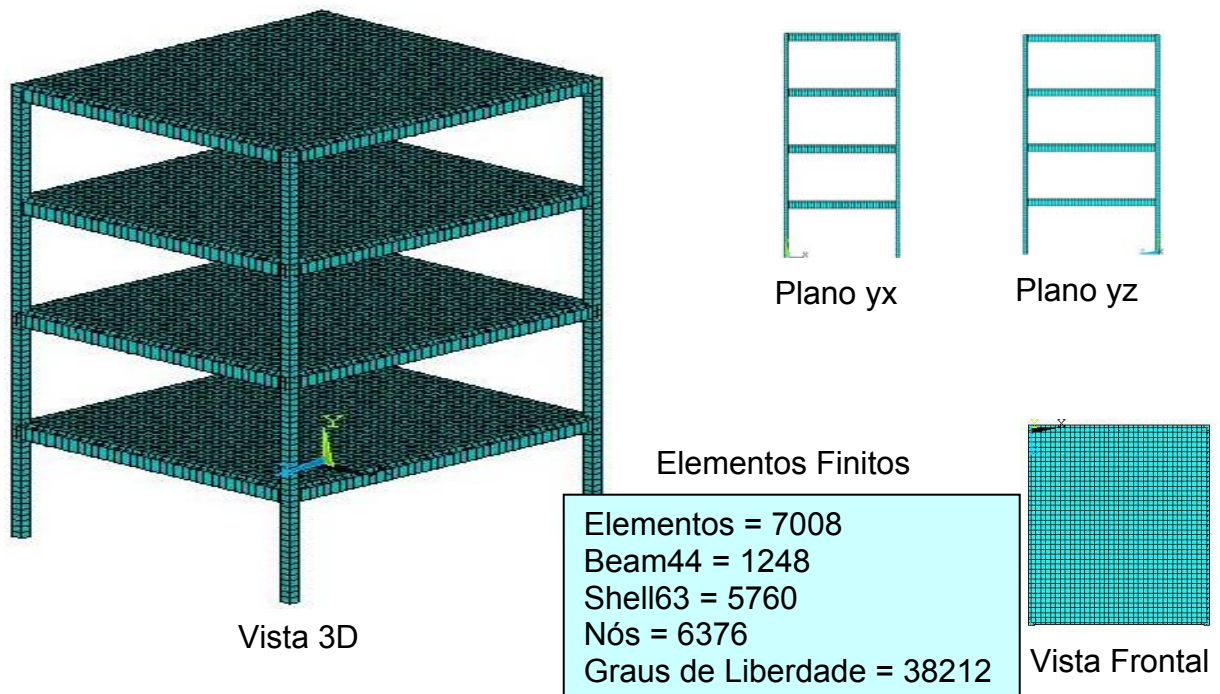 Plano yx
Plano yz
Elementos Finitos
Elementos = 7008
Beam44 = 1248
Shell63 = 5760
Nós = 6376
Graus de Liberdade = 38212
Vista 3D
Vista Frontal
Y
X